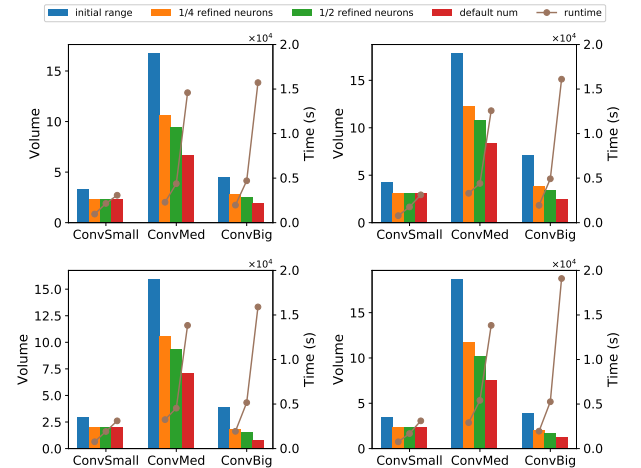 initial range 1/4 refined neurons 1/2 refined neurons default num runtime
×10⁴ ×10⁴
Volume Time (s) Volume Time (s)
15 2.0 15 2.0
10 1.5 10 1.5
5 1.0 5 1.0
0 0.5 0 0.5
0.0 0.0
ConvSmall ConvMed ConvBig ConvSmall ConvMed ConvBig
×10⁴ ×10⁴
Volume Time (s) Volume Time (s)
15.0 2.0 15 2.0
12.5 1.5 10 1.5
10.0 1.0 5 1.0
7.5 0.5 0 0.5
5.0 0.0 0.0
2.5
0.0
ConvSmall ConvMed ConvBig ConvSmall ConvMed ConvBig